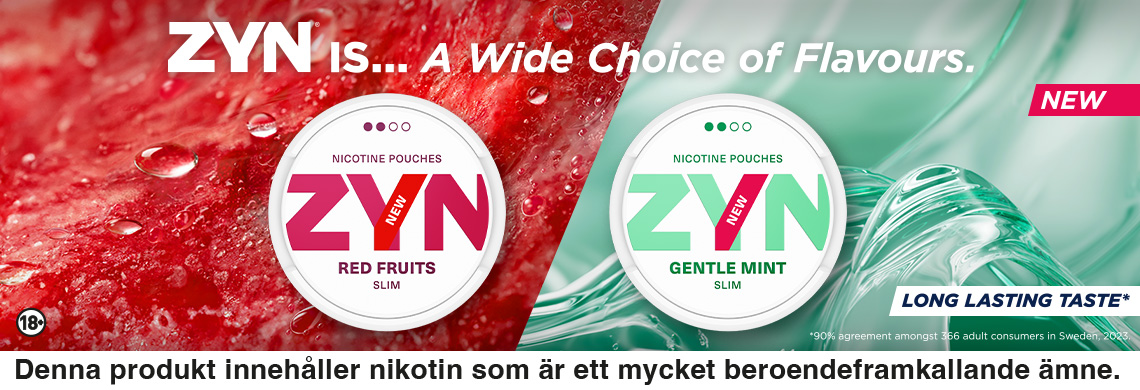 ZYN® IS... A Wide Choice of Flavours.
NEW
NICOTINE POUCHES
ZYN
NEW
RED FRUITS
SLIM
NICOTINE POUCHES
ZYN
NEW
GENTLE MINT
SLIM
LONG LASTING TASTE*
18+
*90% agreement amongst 366 adult consumers in Sweden, 2023.
Denna produkt innehåller nikotin som är ett mycket beroendeframkallande ämne.